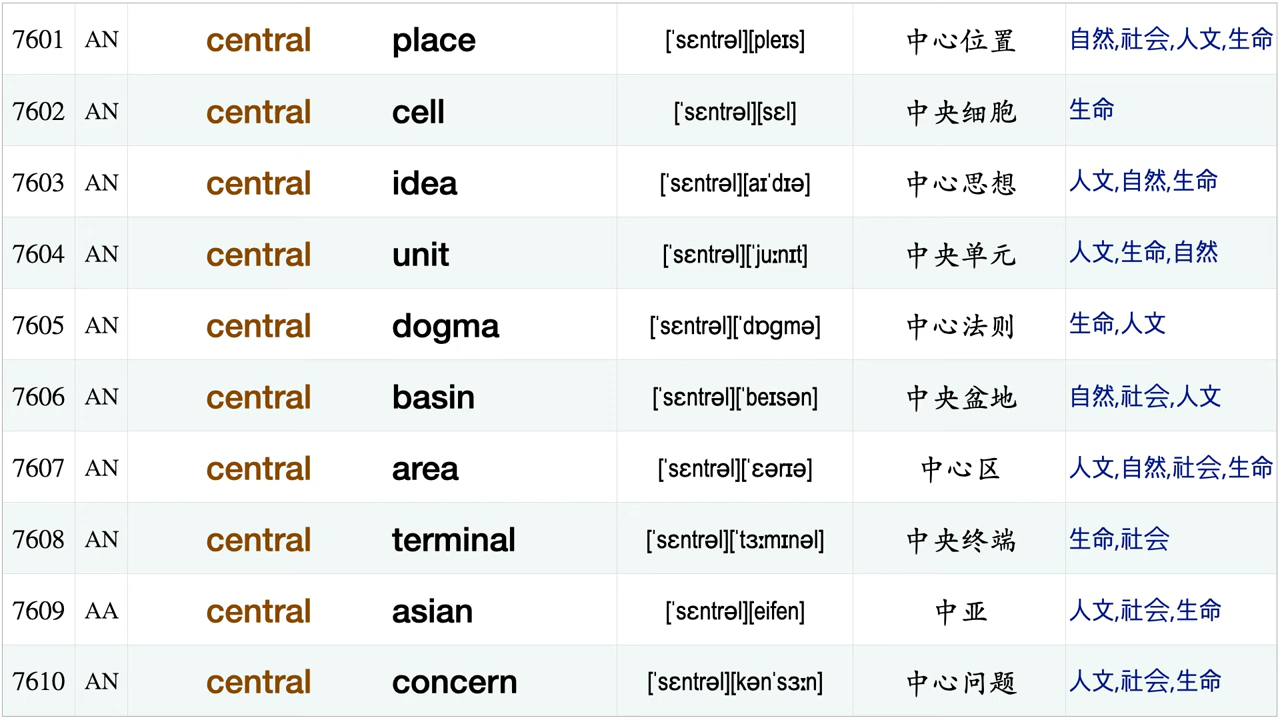 7601 AN central place [ˈsɛntrəl][pleɪs] 中心位置 自然,社会,人文,生命
7602 AN central cell [ˈsɛntrəl][sɛl] 中央细胞 生命
7603 AN central idea [ˈsɛntrəl][aɪˈdɪə] 中心思想 人文,自然,生命
7604 AN central unit [ˈsɛntrəl][ˈjuːnɪt] 中央单元 人文,生命,自然
7605 AN central dogma [ˈsɛntrəl][ˈdɒgmə] 中心法则 生命,人文
7606 AN central basin [ˈsɛntrəl][ˈbeɪsən] 中央盆地 自然,社会,人文
7607 AN central area [ˈsɛntrəl][ˈɛərɪə] 中心区 人文,自然,社会,生命
7608 AN central terminal [ˈsɛntrəl][ˈtɜːmɪnəl] 中央终端 生命,社会
7609 AA central asian [ˈsɛntrəl][eifen] 中亚 人文,社会,生命
7610 AN central concern [ˈsɛntrəl][kənˈsɜːn] 中心问题 人文,社会,生命